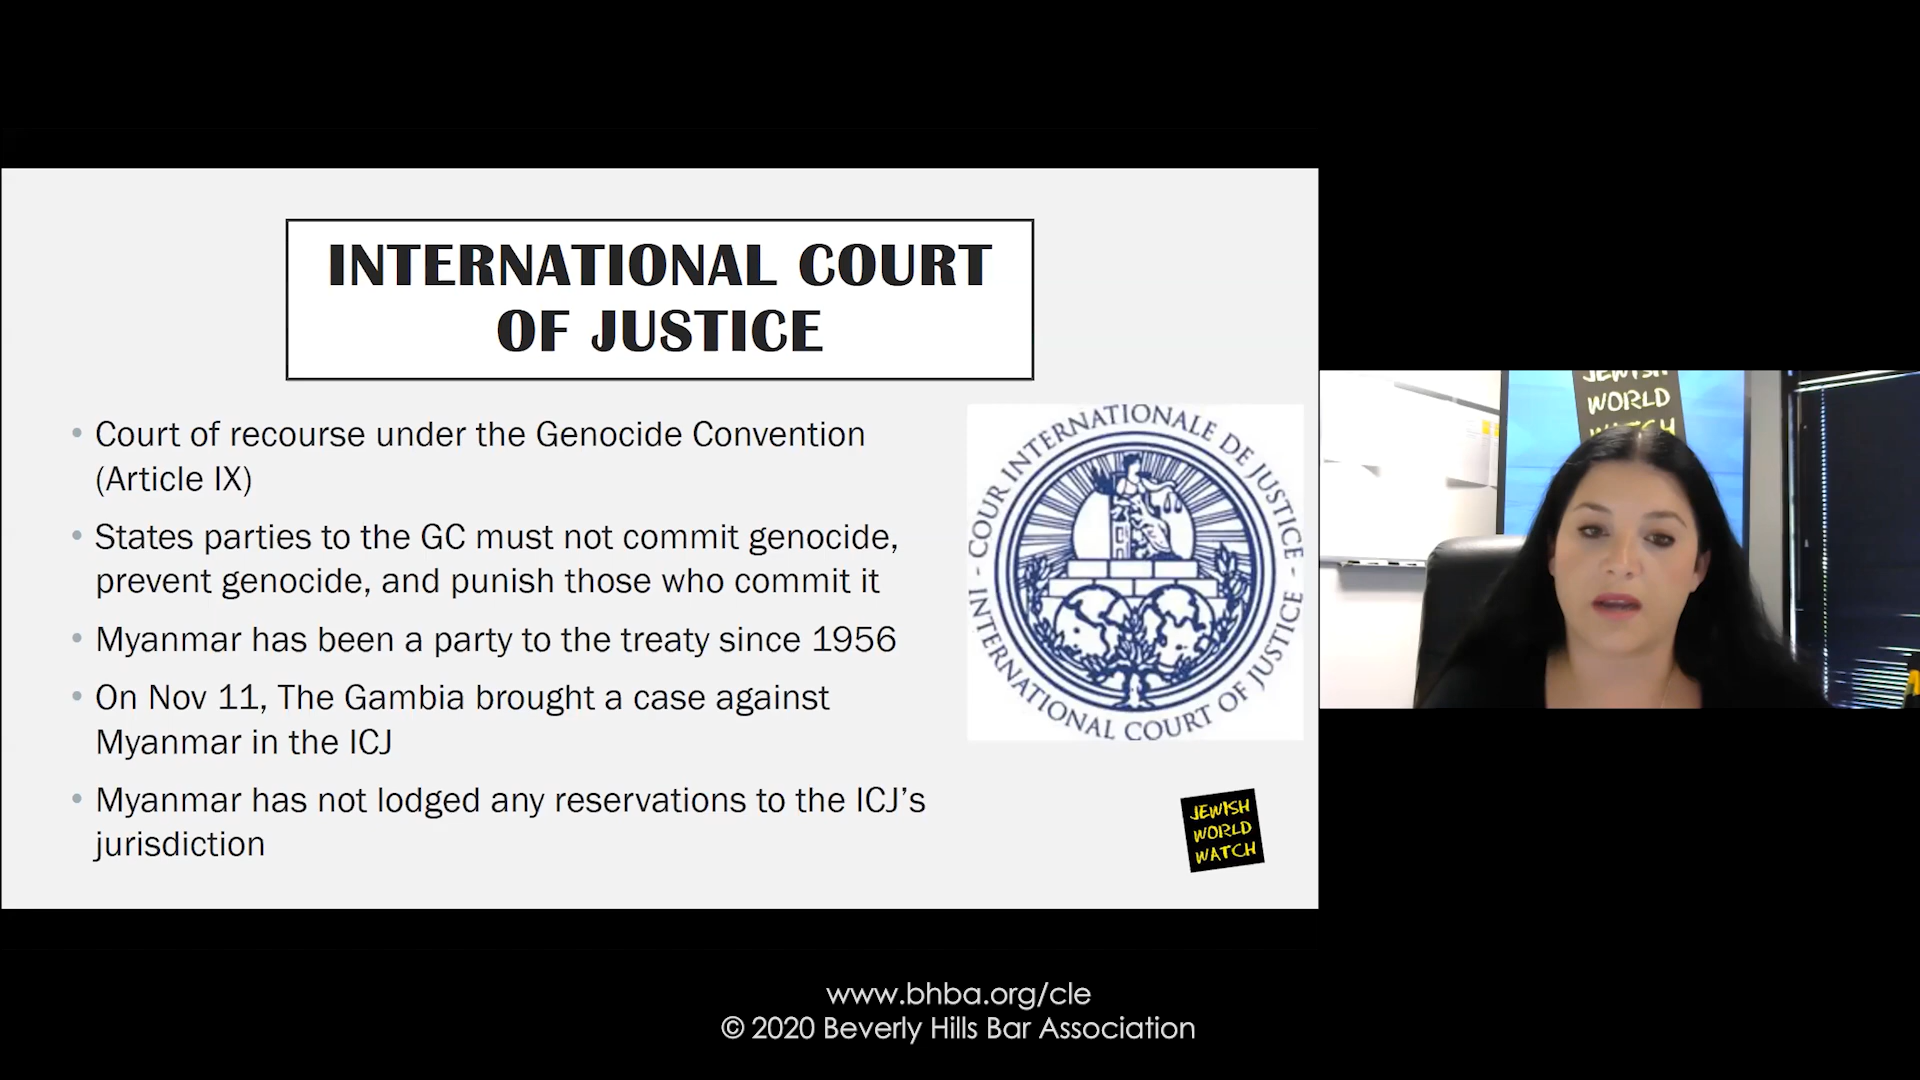 INTERNATIONAL COURT
OF JUSTICE
• Court of recourse under the Genocide Convention
(Article IX)
• States parties to the GC must not commit genocide,
prevent genocide, and punish those who commit it
• Myanmar has been a party to the treaty since 1956
• On Nov 11, The Gambia brought a case against
Myanmar in the ICJ
• Myanmar has not lodged any reservations to the ICJ's
jurisdiction
- COUR INTERNATIONALE DE JUSTICE -
INTERNATIONAL COURT OF JUSTICE
JEWISH
WORLD
WATCH
JEWISH
WORLD
WATCH
www.bhba.org/cle
© 2020 Beverly Hills Bar Association